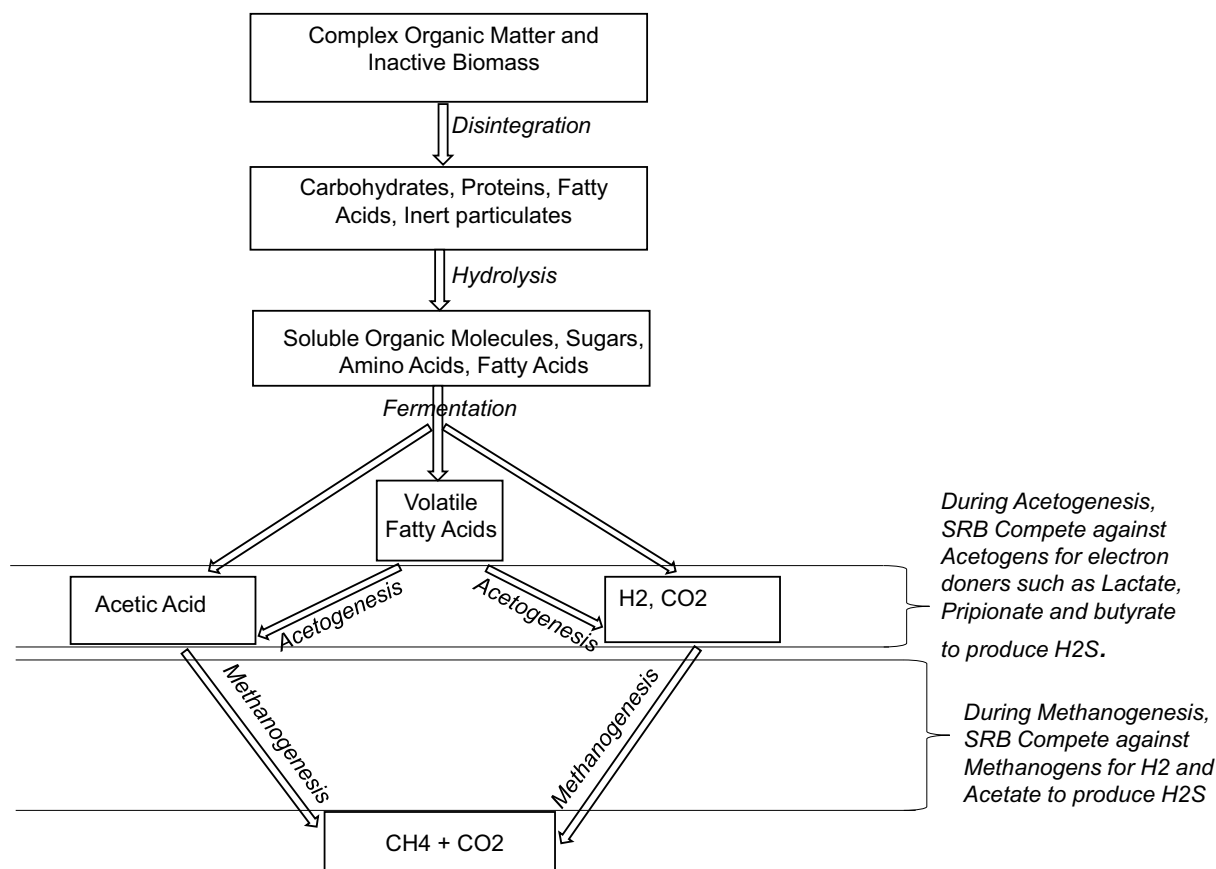 Complex Organic Matter and
Inactive Biomass
Disintegration
Carbohydrates, Proteins, Fatty
Acids, Inert particulates
Hydrolysis
Soluble Organic Molecules, Sugars,
Amino Acids, Fatty Acids
Fermentation
Volatile
Fatty Acids
During Acetogenesis,
SRB Compete against
Acetogens for electron
doners such as Lactate,
Pripionate and butyrate
to produce H2S.
Acetic Acid
Acetogenesis
Acetogenesis
H2, CO2
Methanogenesis
Methanogenesis
During Methanogenesis,
SRB Compete against
Methanogens for H2 and
Acetate to produce H2S
CH4 + CO2